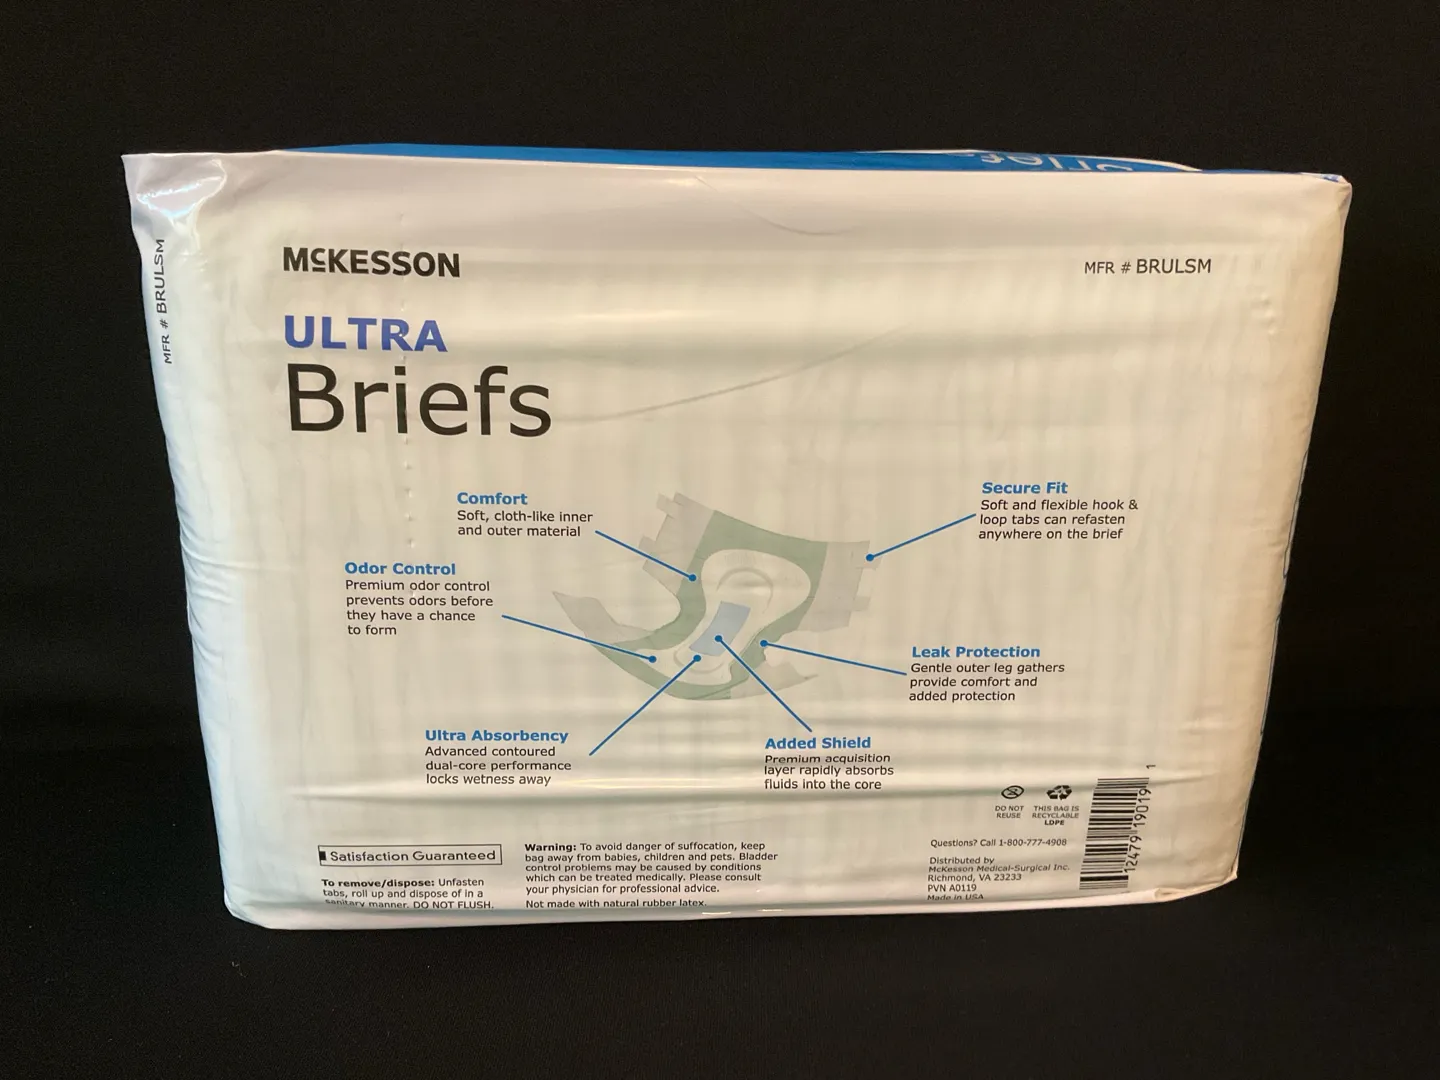 Briefs
MCKESSON
MFR # BRULSM
MFR # BRULSM
ULTRA
Briefs
Comfort
Soft, cloth-like inner
and outer material
Secure Fit
Soft and flexible hook &
loop tabs can refasten
anywhere on the brief
Odor Control
Premium odor control
prevents odors before
they have a chance
to form
Leak Protection
Gentle outer leg gathers
provide comfort and
added protection
Ultra Absorbency
Advanced contoured
dual-core performance
locks wetness away
Added Shield
Premium acquisition
layer rapidly absorbs
fluids into the core
DO NOT
REUSE
THIS BAG IS
RECYCLABLE
LDPE
12479 19019 1
Satisfaction Guaranteed
To remove/dispose: Unfasten
tabs, roll up and dispose of in a
sanitary manner. DO NOT FLUSH.
Warning: To avoid danger of suffocation, keep
bag away from babies, children and pets. Bladder
control problems may be caused by conditions
which can be treated medically. Please consult
your physician for professional advice.
Not made with natural rubber latex.
Questions? Call 1-800-777-4908
Distributed by
McKesson Medical-Surgical Inc.
Richmond, VA 23233
PVN A0119
Made in USA